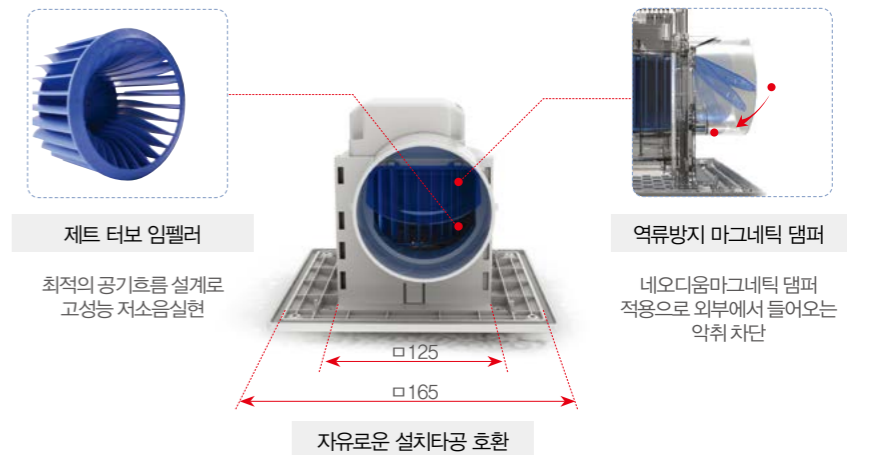 제트 터보 임펠러
최적의 공기흐름 설계로
고성능 저소음실현
역류방지 마그네틱 댐퍼
네오디움마그네틱 댐퍼
적용으로 외부에서 들어오는
악취 차단
□125
□165
자유로운 설치타공 호환